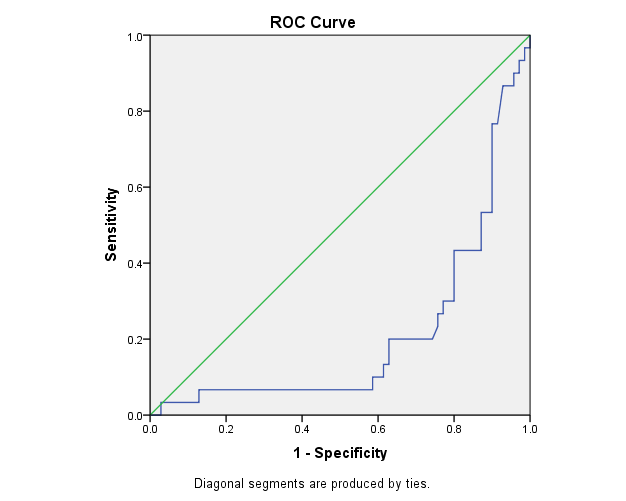 ROC Curve
1.0
0.8
0.6
0.4
0.2
0.0
Sensitivity
0.0 0.2 0.4 0.6 0.8 1.0
1 - Specificity
Diagonal segments are produced by ties.